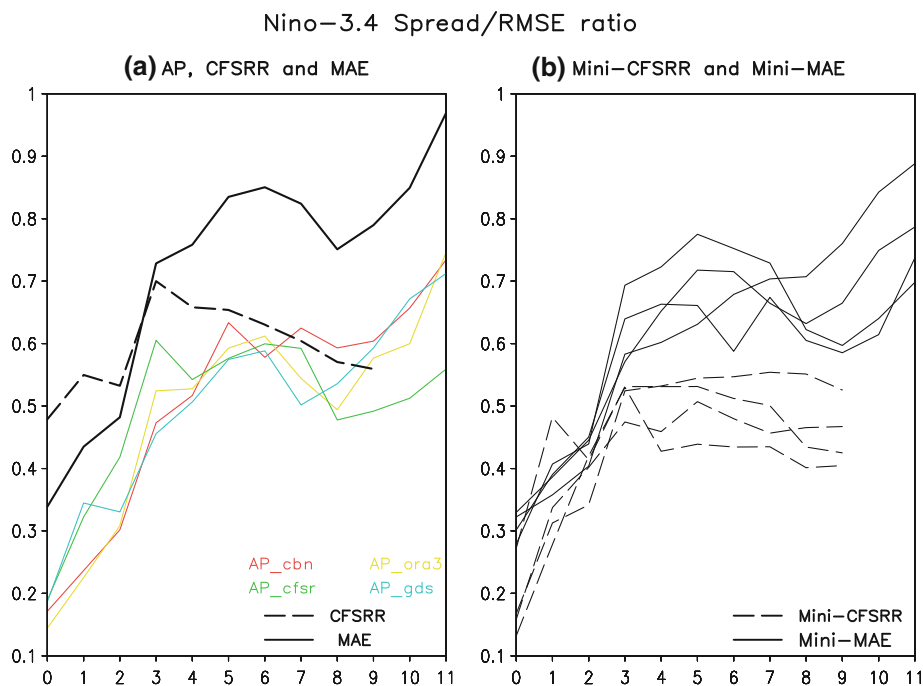 Nino-3.4 Spread/RMSE ratio
(a) AP, CFSRR and MAE
(b) Mini-CFSRR and Mini-MAE
1
0.9
0.8
0.7
0.6
0.5
0.4
0.3
0.2
0.1
0 1 2 3 4 5 6 7 8 9 10 11
AP_cbn
AP_ora3
AP_cfsr
AP_gds
CFSRR
MAE
1
0.9
0.8
0.7
0.6
0.5
0.4
0.3
0.2
0.1
0 1 2 3 4 5 6 7 8 9 10 11
Mini-CFSRR
Mini-MAE